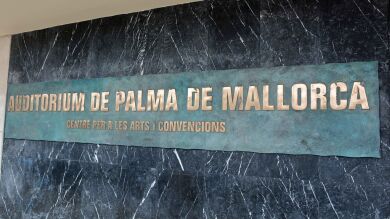 AUDITORIUM DE PALMA DE MALLORCA
CENTRE PER A LES ARTS I CONVENCIONS